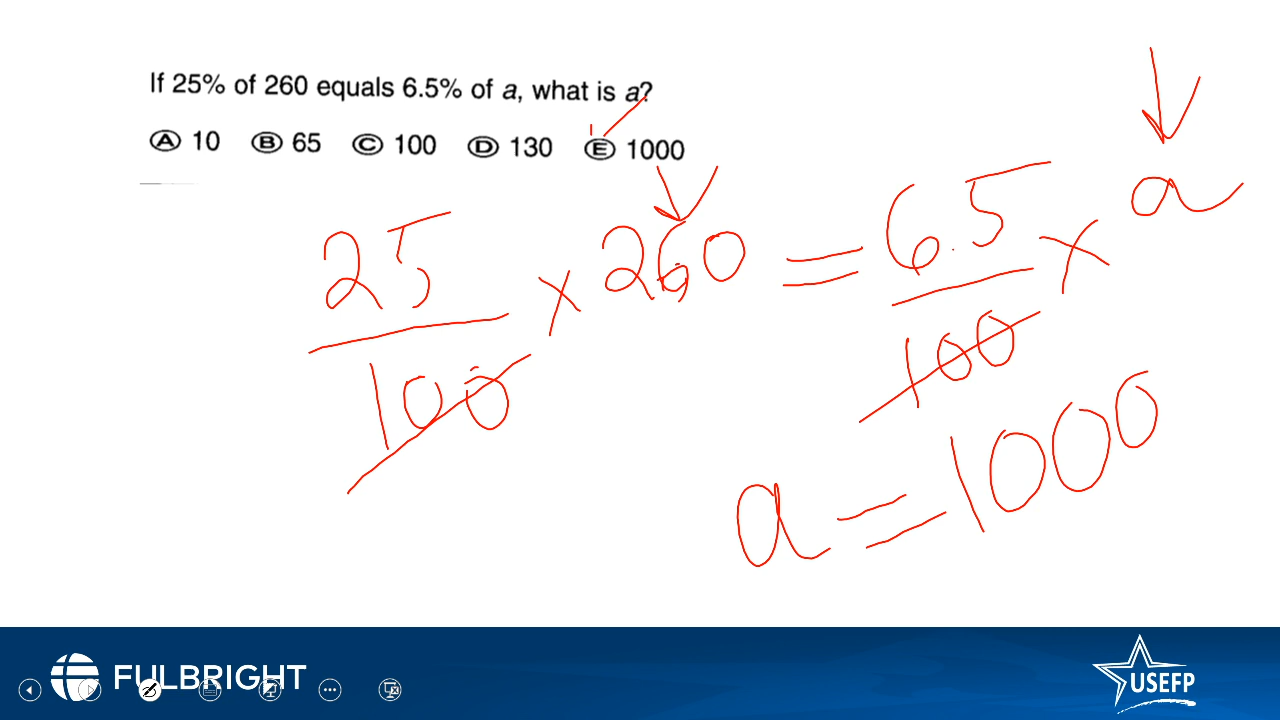 If 25% of 260 equals 6.5% of a, what is a?
A 10 B 65 C 100 D 130 E 1000
25/100 × 260 = 6.5/100 × a
a = 1000
FULBRIGHT
USEFP